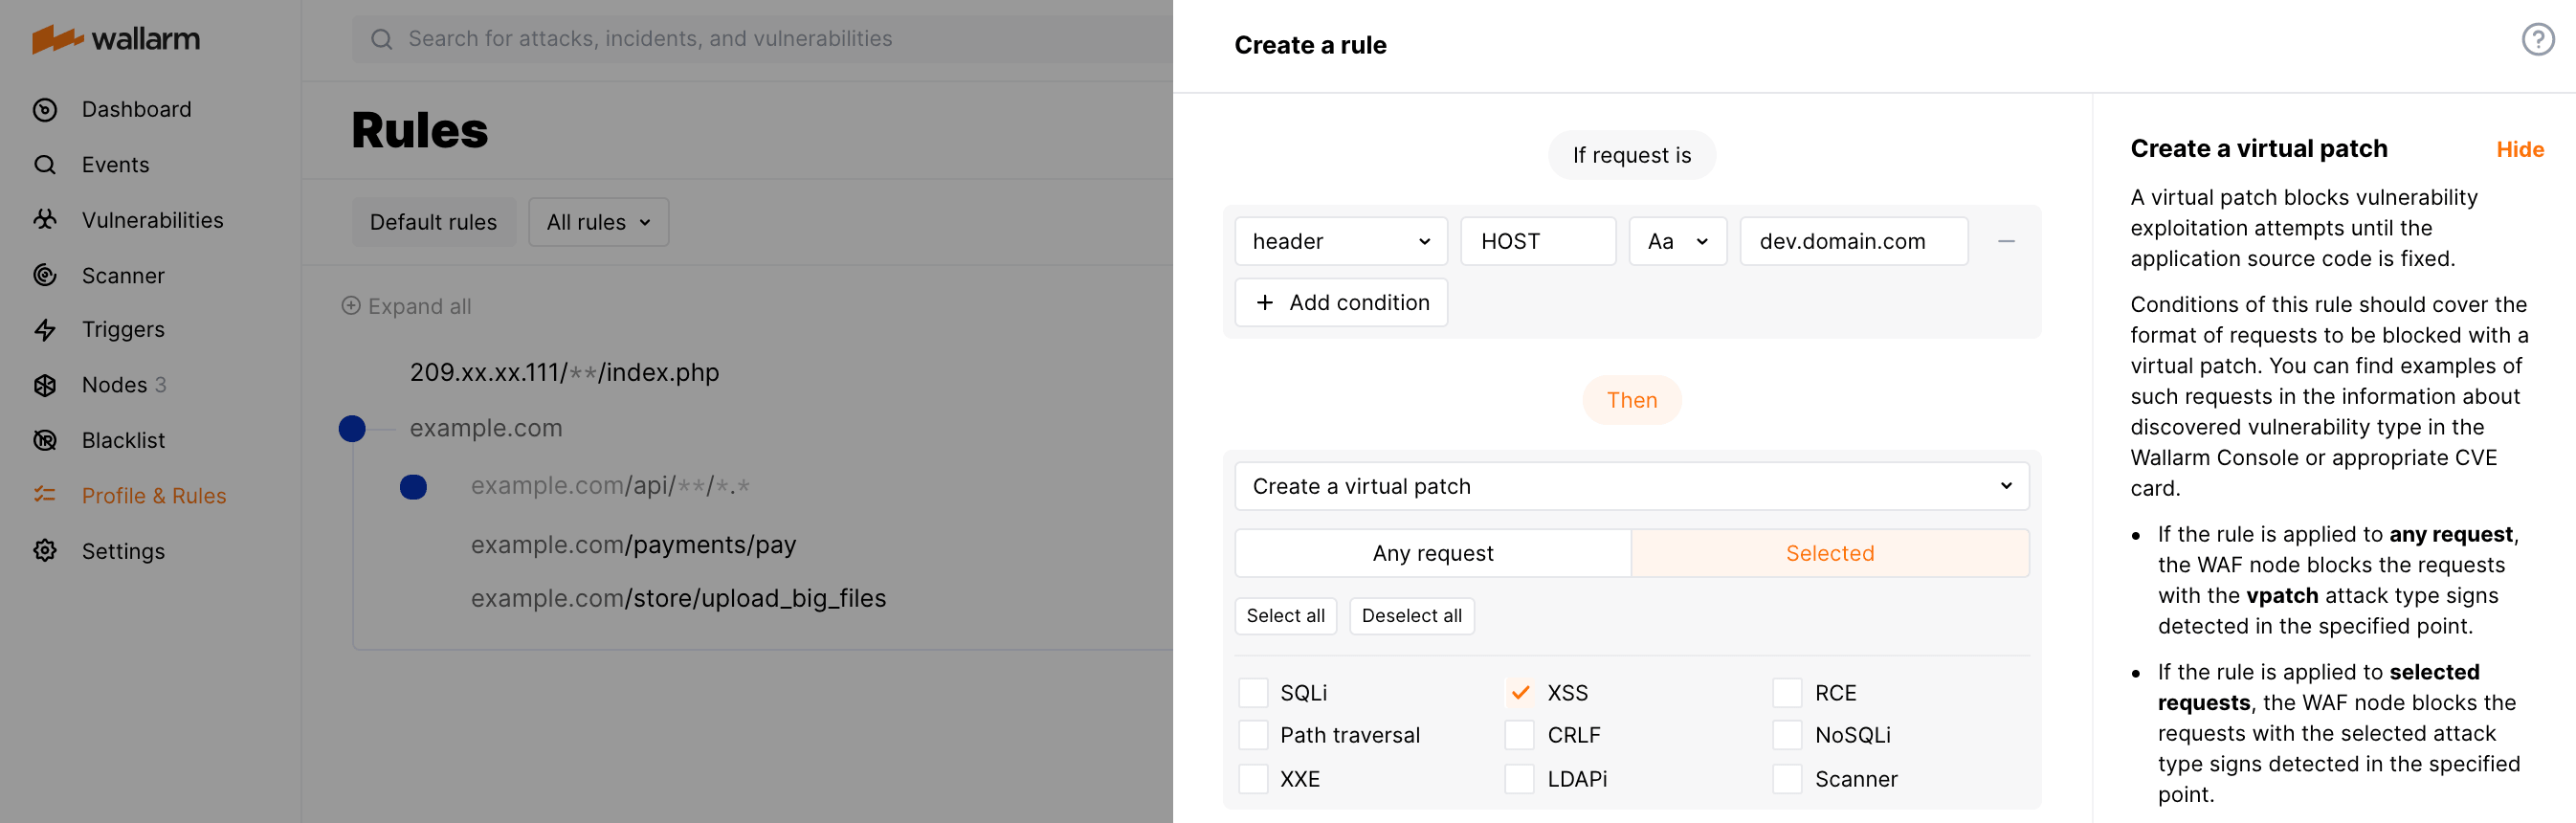 wallarm
Search for attacks, incidents, and vulnerabilities
Dashboard
Events
Vulnerabilities
Scanner
Triggers
Nodes 3
Blacklist
Profile & Rules
Settings
Rules
Default rules
All rules
Expand all
209.xx.xx.111/**/index.php
example.com
example.com/api/**/*.*
example.com/payments/pay
example.com/store/upload_big_files
Create a rule
?
If request is
header HOST Aa dev.domain.com
+ Add condition
Then
Create a virtual patch
Any request Selected
Select all Deselect all
SQLi XSS RCE
Path traversal CRLF NoSQLi
XXE LDAPi Scanner
Create a virtual patch Hide
A virtual patch blocks vulnerability
exploitation attempts until the
application source code is fixed.
Conditions of this rule should cover the
format of requests to be blocked with a
virtual patch. You can find examples of
such requests in the information about
discovered vulnerability type in the
Wallarm Console or appropriate CVE
card.
• If the rule is applied to any request,
the WAF node blocks the requests
with the vpatch attack type signs
detected in the specified point.
• If the rule is applied to selected
requests, the WAF node blocks the
requests with the selected attack
type signs detected in the specified
point.